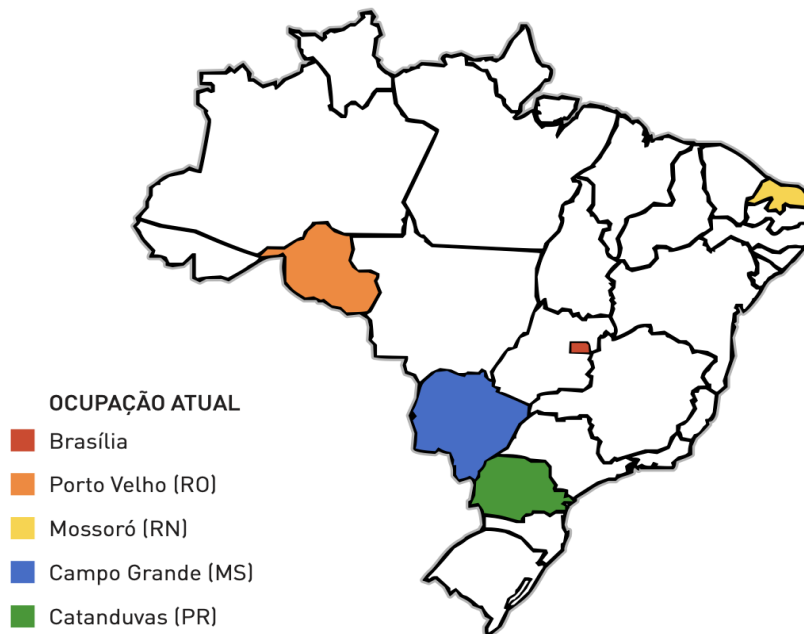 OCUPAÇÃO ATUAL
Brasília
Porto Velho (RO)
Mossoró (RN)
Campo Grande (MS)
Catanduvas (PR)